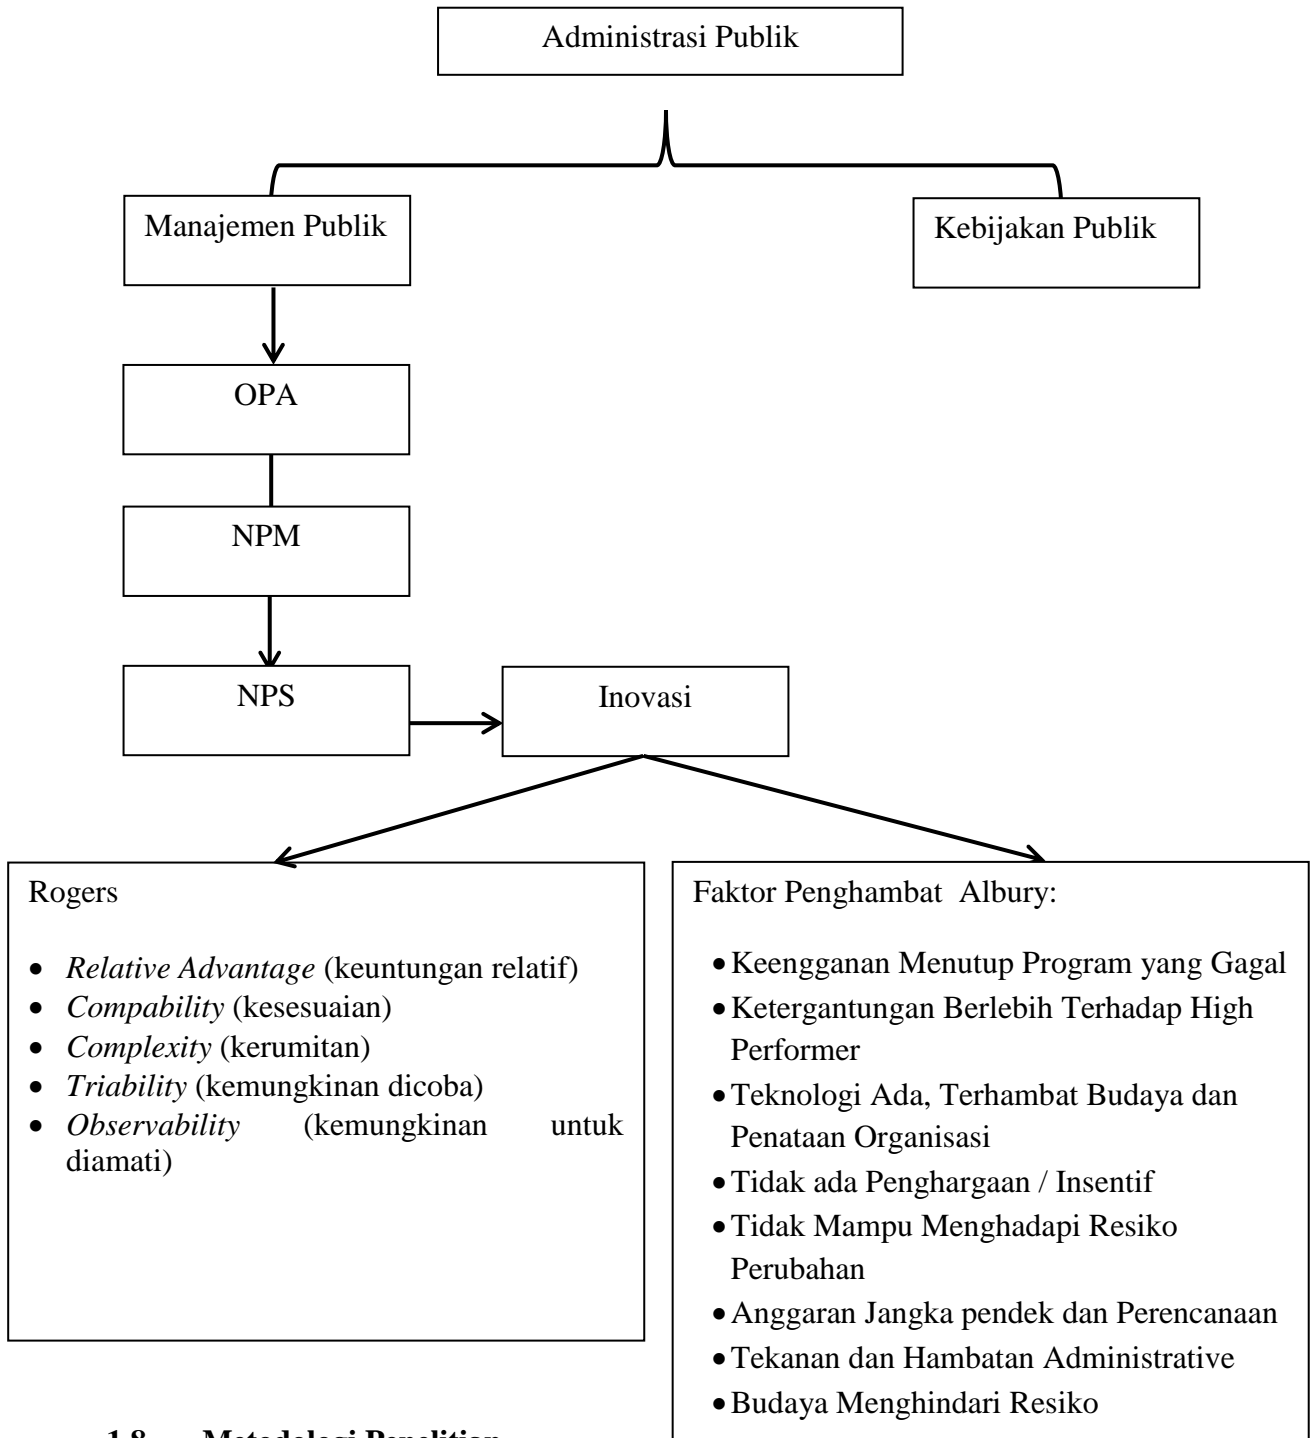 Administrasi Publik
Manajemen Publik
Kebijakan Publik
OPA
NPM
NPS
Inovasi
Rogers
• Relative Advantage (keuntungan relatif)
• Compability (kesesuaian)
• Complexity (kerumitan)
• Triability (kemungkinan dicoba)
• Observability (kemungkinan untuk
diamati)
Faktor Penghambat Albury:
• Keengganan Menutup Program yang Gagal
• Ketergantungan Berlebih Terhadap High
Performer
• Teknologi Ada, Terhambat Budaya dan
Penataan Organisasi
• Tidak ada Penghargaan / Insentif
• Tidak Mampu Menghadapi Resiko
Perubahan
• Anggaran Jangka pendek dan Perencanaan
• Tekanan dan Hambatan Administrative
• Budaya Menghindari Resiko
1.8 Metodologi Penelitian